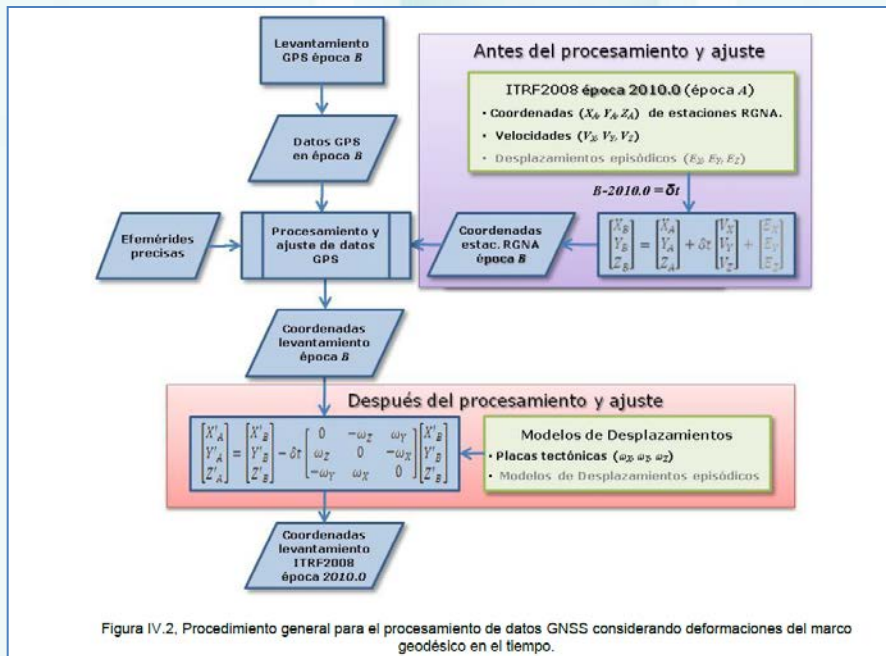 Levantamiento
GPS época B
Datos GPS
en época B
Efemérides
precisas
Procesamiento y
ajuste de datos
GPS
Antes del procesamiento y ajuste
ITRF2008 época 2010.0 (época A)
• Coordenadas (X_A, Y_A, Z_A) de estaciones RGNA.
• Velocidades (V_X, V_Y, V_Z)
• Desplazamientos episódicos (E_X, E_Y, E_Z)
B-2010.0 = δt
[X_B] [X_A] [V_X] [E_X]
[Y_B] = [Y_A] + δt [V_Y] + [E_Y]
[Z_B] [Z_A] [V_Z] [E_Z]
Coordenadas
estac. RGNA
época B
Coordenadas
levantamiento
época B
Después del procesamiento y ajuste
[X'_A] [X'_B] [0 -ω_Z ω_Y] [X'_B]
[Y'_A] = [Y'_B] - δt [ω_Z 0 -ω_X] [Y'_B]
[Z'_A] [Z'_B] [-ω_Y ω_X 0] [Z'_B]
Modelos de Desplazamientos
• Placas tectónicas (ω_X, ω_Y, ω_Z)
• Modelos de Desplazamientos episódicos
Coordenadas
levantamiento
ITRF2008
época 2010.0
Figura IV.2, Procedimiento general para el procesamiento de datos GNSS considerando deformaciones del marco
geodésico en el tiempo.